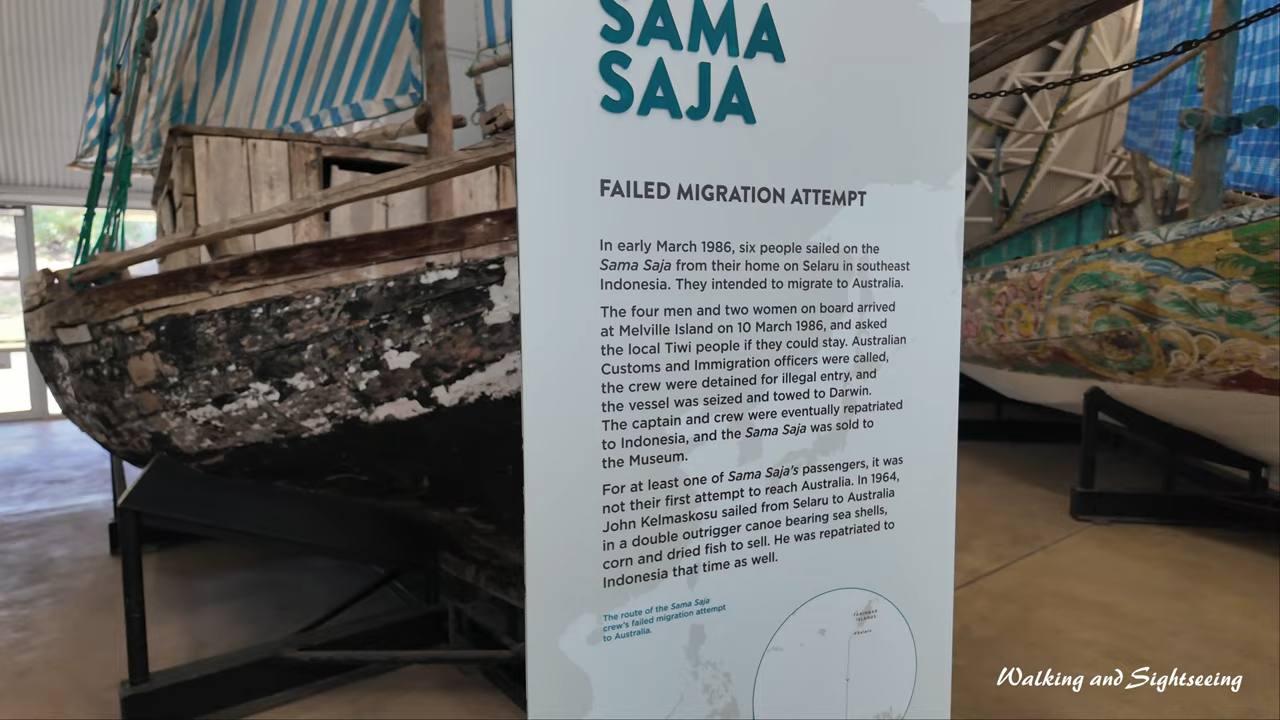 SAMA
SAJA
FAILED MIGRATION ATTEMPT
In early March 1986, six people sailed on the
Sama Saja from their home on Selaru in southeast
Indonesia. They intended to migrate to Australia.
The four men and two women on board arrived
at Melville Island on 10 March 1986, and asked
the local Tiwi people if they could stay. Australian
Customs and Immigration officers were called,
the crew were detained for illegal entry, and
the vessel was seized and towed to Darwin.
The captain and crew were eventually repatriated
to Indonesia, and the Sama Saja was sold to
the Museum.
For at least one of Sama Saja's passengers, it was
not their first attempt to reach Australia. In 1964,
John Kelmaskosu sailed from Selaru to Australia
in a double outrigger canoe bearing sea shells,
corn and dried fish to sell. He was repatriated to
Indonesia that time as well.
The route of the Sama Saja
crew's failed migration attempt
to Australia.
TANIMBAR
ISLANDS
Selaru
Walking and Sightseeing